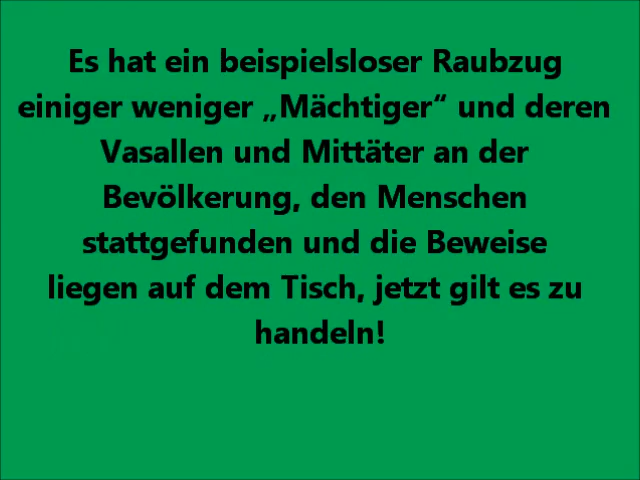 Es hat ein beispielsloser Raubzug
einiger weniger „Mächtiger“ und deren
Vasallen und Mittäter an der
Bevölkerung, den Menschen
stattgefunden und die Beweise
liegen auf dem Tisch, jetzt gilt es zu
handeln!